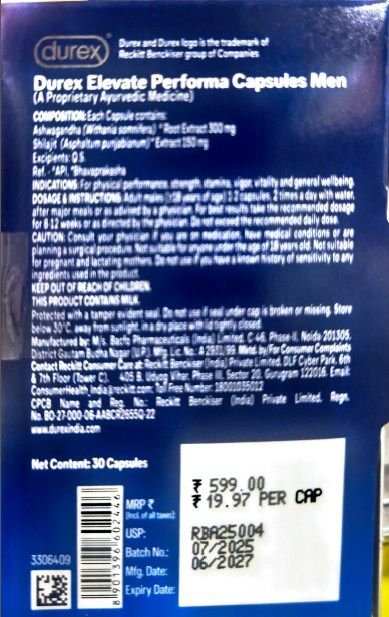 durex
Durex and Durex logo is the trademark of
Reckitt Benckiser group of Companies
Durex Elevate Performa Capsules Men
(A Proprietary Ayurvedic Medicine)
COMPOSITION: Each Capsule contains:
Ashwagandha (Withania somnifera) Root Extract 300 mg
Shilajit (Asphaltum punjabianum) Extract 150 mg
Excipients: Q.S.
Ref. - API, Bhavaprakasha
INDICATIONS: For physical performance, strength, stamina, vigor, vitality and general wellbeing.
DOSAGE & INSTRUCTIONS: Adult males (≥18 years of age) 1-2 capsules, 2 times a day with water,
after major meals or as advised by a physician. For best results take the recommended dosage
for 8-12 weeks or as directed by the physician. Do not exceed the recommended daily dose.
CAUTION: Consult your physician if on medication, have medical conditions or are
planning a surgical procedure. Not suitable for anyone under the age of 18 years old. Not suitable
for pregnant and lactating mothers. Do not use if you have a known history of sensitivity to any
ingredients used in the product.
KEEP OUT OF REACH OF CHILDREN.
THIS PRODUCT CONTAINS MILK.
Protected with a tamper evident seal. Do not use if seal under cap is broken or missing. Store
below 30°C, away from sunlight, in a dry place with lid tightly closed.
Manufactured by: M/s. Bacto Pharmaceuticals (India) Limited, C 46, Phase-II, Noida 201305,
District Gautam Budha Nagar (U.P.) Mfg Lic. No.: Mktd. by/For Consumer Complaints
Contact Reckitt Consumer Care at: Reckitt Benckiser (India) Private Limited, DLF Cyber Park, 6th
& 7th Floor (Tower C), 405 B, Udyog Vihar, Phase III, Sector 20, Gurugram 122016. Email:
ConsumerHealth_India@reckitt.com; Toll Free Number: 18001035012
CPCB Name and Reg. No.: Reckitt Benckiser (India) Private Limited, Regn.
No. BO-27-000-06-AABCR2655Q-22
www.durexindia.com
Net Content: 30 Capsules
MRP ₹
(Incl. of all taxes):
₹ 599.00
USP:
₹ 19.97 PER CAP
Batch No.:
RBA25004
Mfg. Date:
07/2025
Expiry Date:
06/2027
3306409
8901396602446